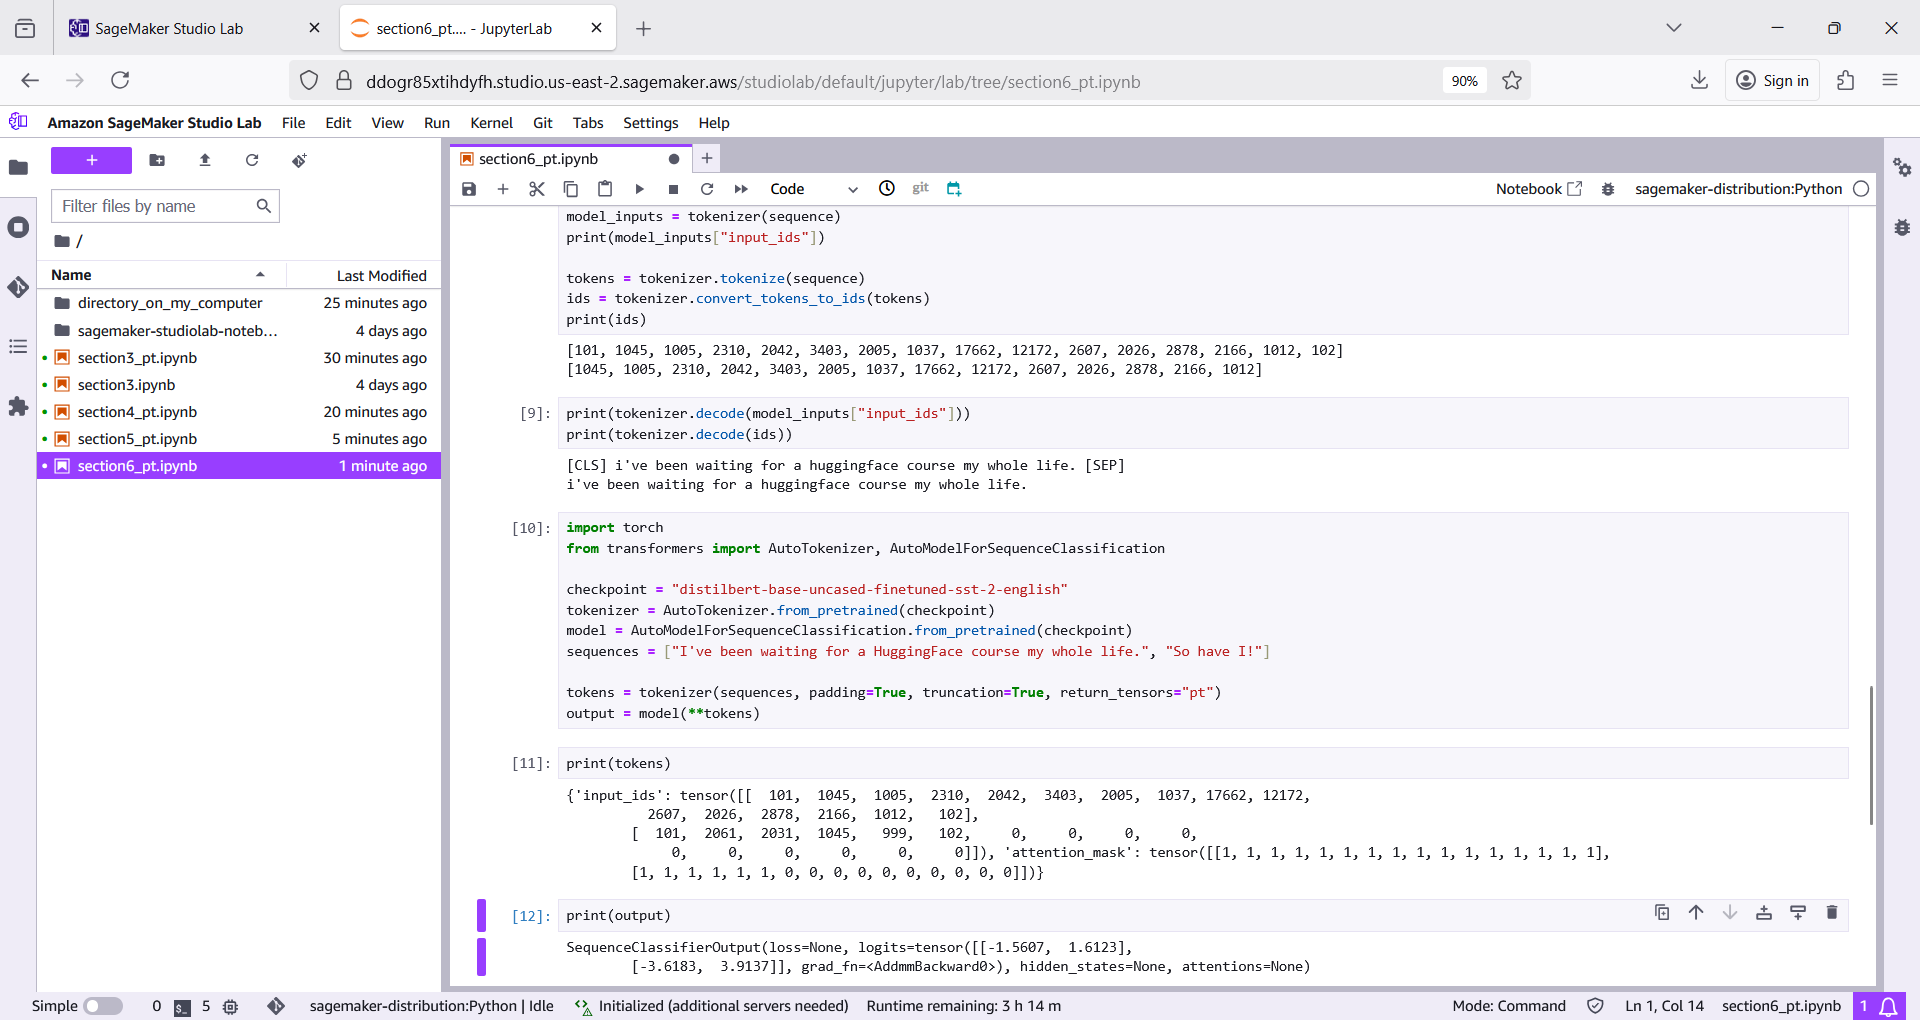 SageMaker Studio Lab
section6_pt.... - JupyterLab
ddogr85xtihdyfh.studio.us-east-2.sagemaker.aws/studiolab/default/jupyter/lab/tree/section6_pt.ipynb
90%
Sign in
Amazon SageMaker Studio Lab File Edit View Run Kernel Git Tabs Settings Help
Filter files by name
/
Name Last Modified
directory_on_my_computer 25 minutes ago
sagemaker-studiolab-noteb... 4 days ago
section3_pt.ipynb 30 minutes ago
section3.ipynb 4 days ago
section4_pt.ipynb 20 minutes ago
section5_pt.ipynb 5 minutes ago
section6_pt.ipynb 1 minute ago
section6_pt.ipynb
Code
git
Notebook
sagemaker-distribution:Python
model_inputs = tokenizer(sequence)
print(model_inputs["input_ids"])
tokens = tokenizer.tokenize(sequence)
ids = tokenizer.convert_tokens_to_ids(tokens)
print(ids)
[101, 1045, 1005, 2310, 2042, 3403, 2005, 1037, 17662, 12172, 2607, 2026, 2878, 2166, 1012, 102]
[1045, 1005, 2310, 2042, 3403, 2005, 1037, 17662, 12172, 2607, 2026, 2878, 2166, 1012]
[9]: print(tokenizer.decode(model_inputs["input_ids"]))
print(tokenizer.decode(ids))
[CLS] i've been waiting for a huggingface course my whole life. [SEP]
i've been waiting for a huggingface course my whole life.
[10]: import torch
from transformers import AutoTokenizer, AutoModelForSequenceClassification
checkpoint = "distilbert-base-uncased-finetuned-sst-2-english"
tokenizer = AutoTokenizer.from_pretrained(checkpoint)
model = AutoModelForSequenceClassification.from_pretrained(checkpoint)
sequences = ["I've been waiting for a HuggingFace course my whole life.", "So have I!"]
tokens = tokenizer(sequences, padding=True, truncation=True, return_tensors="pt")
output = model(**tokens)
[11]: print(tokens)
{'input_ids': tensor([[  101,  1045,  1005,  2310,  2042,  3403,  2005,  1037, 17662, 12172,
2607,  2026,  2878,  2166,  1012,   102],
[  101,  2061,  2031,  1045,   999,   102,     0,     0,     0,     0,
0,     0,     0,     0,     0,     0]]), 'attention_mask': tensor([[1, 1, 1, 1, 1, 1, 1, 1, 1, 1, 1, 1, 1, 1, 1, 1],
[1, 1, 1, 1, 1, 1, 0, 0, 0, 0, 0, 0, 0, 0, 0, 0]])}
[12]: print(output)
SequenceClassifierOutput(loss=None, logits=tensor([[-1.5607,  1.6123],
[-3.6183,  3.9137]], grad_fn=<AddmmBackward0>), hidden_states=None, attentions=None)
Simple 0 5 sagemaker-distribution:Python | Idle Initialized (additional servers needed) Runtime remaining: 3 h 14 m Mode: Command Ln 1, Col 14 section6_pt.ipynb 1